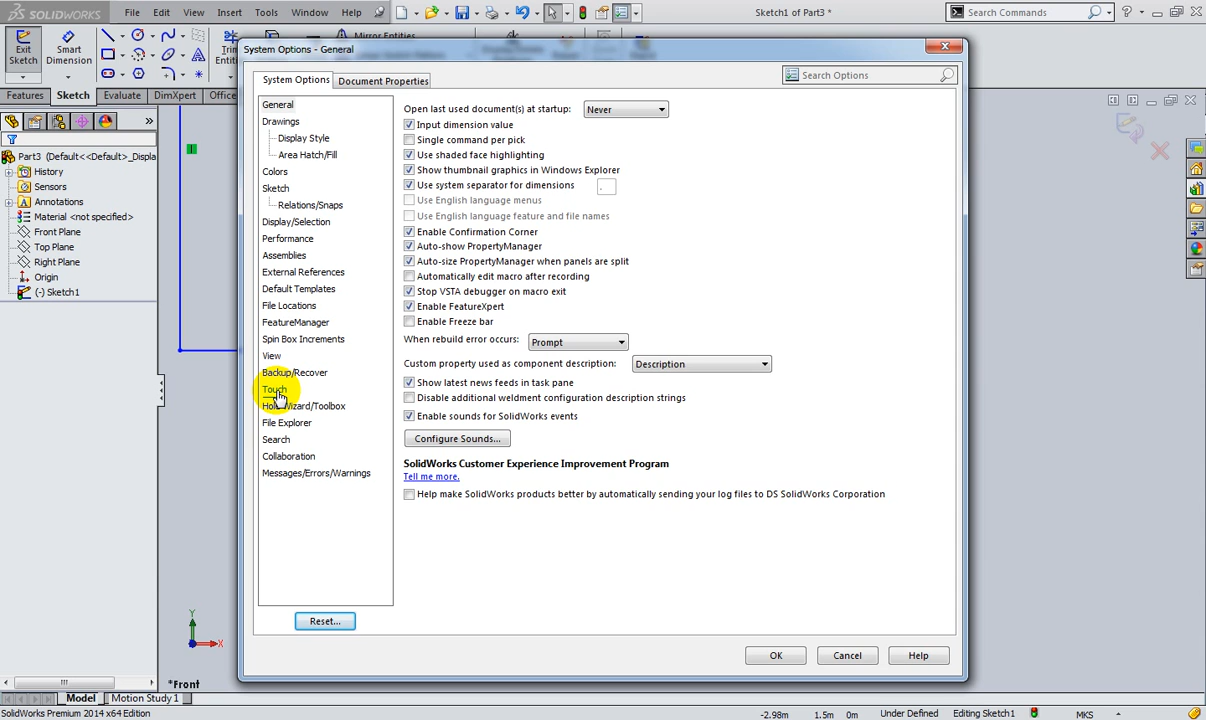 SOLIDWORKS File Edit View Insert Tools Window Help Sketch1 of Part3 * Search Commands
Exit Sketch Smart Dimension Trim Entiti Mirror Entities
System Options - General
Features Sketch Evaluate DimXpert Office
System Options Document Properties Search Options
Part3 (Default<<Default>_Displa
History
Sensors
Annotations
Material <not specified>
Front Plane
Top Plane
Right Plane
Origin
(-) Sketch1
General
Drawings
Display Style
Area Hatch/Fill
Colors
Sketch
Relations/Snaps
Display/Selection
Performance
Assemblies
External References
Default Templates
File Locations
FeatureManager
Spin Box Increments
View
Backup/Recover
Touch
Hole Wizard/Toolbox
File Explorer
Search
Collaboration
Messages/Errors/Warnings
Reset...
Open last used document(s) at startup: Never
Input dimension value
Single command per pick
Use shaded face highlighting
Show thumbnail graphics in Windows Explorer
Use system separator for dimensions .
Use English language menus
Use English language feature and file names
Enable Confirmation Corner
Auto-show PropertyManager
Auto-size PropertyManager when panels are split
Automatically edit macro after recording
Stop VSTA debugger on macro exit
Enable FeatureXpert
Enable Freeze bar
When rebuild error occurs: Prompt
Custom property used as component description: Description
Show latest news feeds in task pane
Disable additional weldment configuration description strings
Enable sounds for SolidWorks events
Configure Sounds...
SolidWorks Customer Experience Improvement Program
Tell me more.
Help make SolidWorks products better by automatically sending your log files to DS SolidWorks Corporation
OK Cancel Help
Y
X
*Front
Model Motion Study 1
SolidWorks Premium 2014 x64 Edition -2.98m 1.5m 0m Under Defined Editing Sketch1 MKS